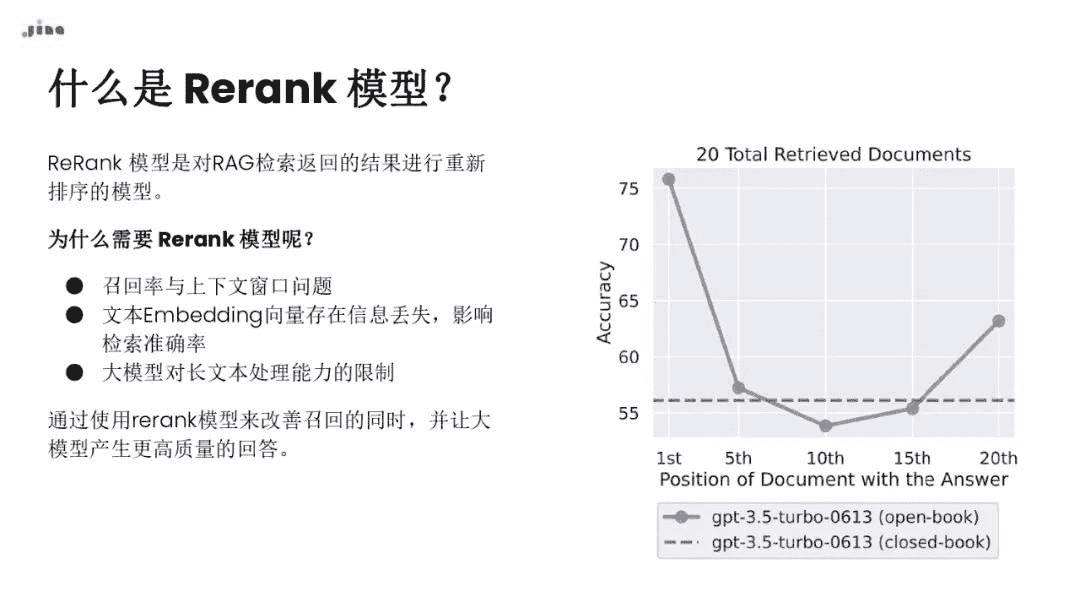 .jina
什么是 Rerank 模型？
ReRank 模型是对RAG检索返回的结果进行重新
排序的模型。
为什么需要 Rerank 模型呢？
● 召回率与上下文窗口问题
● 文本Embedding向量存在信息丢失，影响
检索准确率
● 大模型对长文本处理能力的限制
通过使用rerank模型来改善召回的同时，并让大
模型产生更高质量的回答。
20 Total Retrieved Documents
75
70
65
60
55
Accuracy
1st 5th 10th 15th 20th
Position of Document with the Answer
gpt-3.5-turbo-0613 (open-book)
gpt-3.5-turbo-0613 (closed-book)